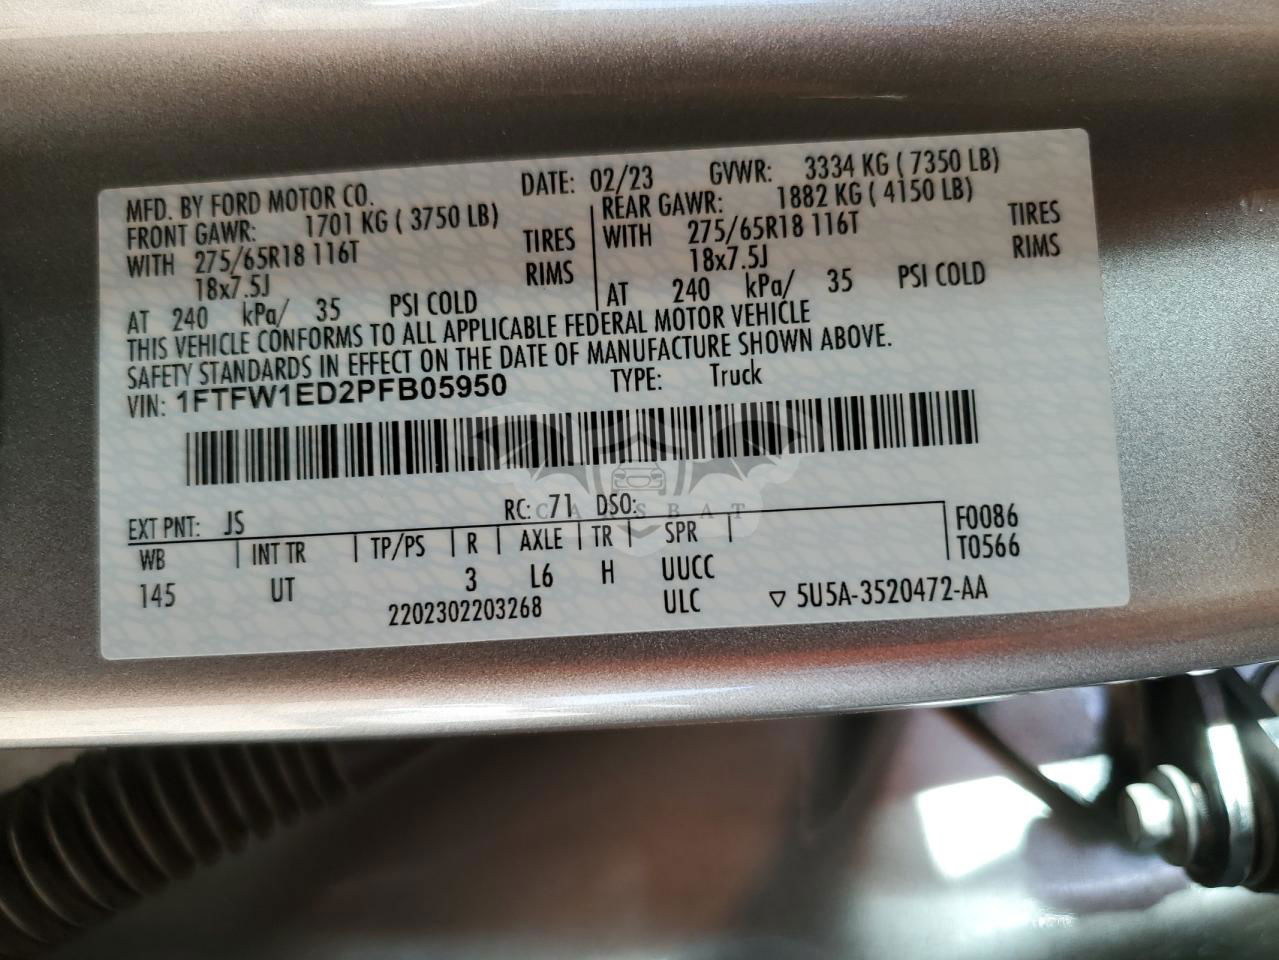 MFD. BY FORD MOTOR CO. DATE: 02/23 GVWR: 3334 KG ( 7350 LB)
FRONT GAWR: 1701 KG ( 3750 LB) REAR GAWR: 1882 KG ( 4150 LB)
WITH 275/65R18 116T TIRES WITH 275/65R18 116T TIRES
18x7.5J RIMS 18x7.5J RIMS
AT 240 kPa/ 35 PSI COLD AT 240 kPa/ 35 PSI COLD
THIS VEHICLE CONFORMS TO ALL APPLICABLE FEDERAL MOTOR VEHICLE
SAFETY STANDARDS IN EFFECT ON THE DATE OF MANUFACTURE SHOWN ABOVE.
VIN: 1FTFW1ED2PFB05950 TYPE: Truck
CARSBAT
EXT PNT: JS RC: 71 DSO:
WB INT TR TP/PS R AXLE TR SPR F0086
145 UT 3 L6 H UUCC T0566
2202302203268 ULC ▽ 5U5A-3520472-AA